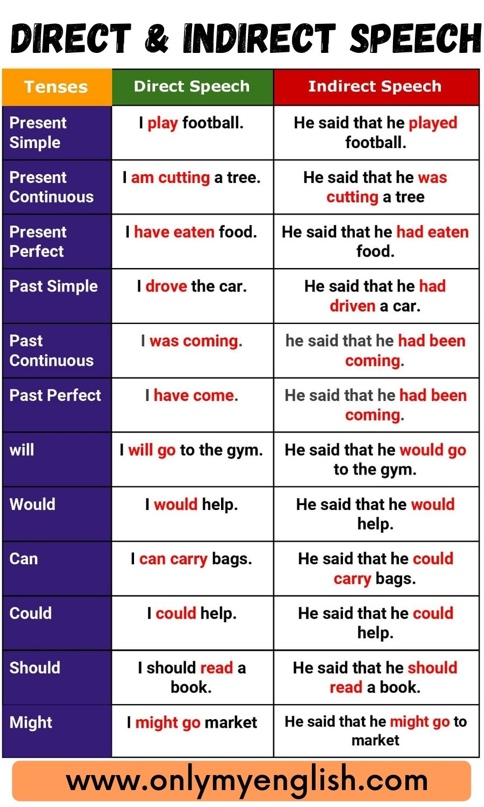 DIRECT & INDIRECT SPEECH
Tenses Direct Speech Indirect Speech
Present I play football. He said that he played
Simple football.
Present I am cutting a tree. He said that he was
Continuous cutting a tree
Present I have eaten food. He said that he had eaten
Perfect food.
Past Simple I drove the car. He said that he had
driven a car.
Past I was coming. he said that he had been
Continuous coming.
Past Perfect I have come. He said that he had been
coming.
will I will go to the gym. He said that he would go
to the gym.
Would I would help. He said that he would
help.
Can I can carry bags. He said that he could
carry bags.
Could I could help. He said that he could
help.
Should I should read a He said that he should
book. read a book.
Might I might go market He said that he might go to
market
www.onlymyenglish.com